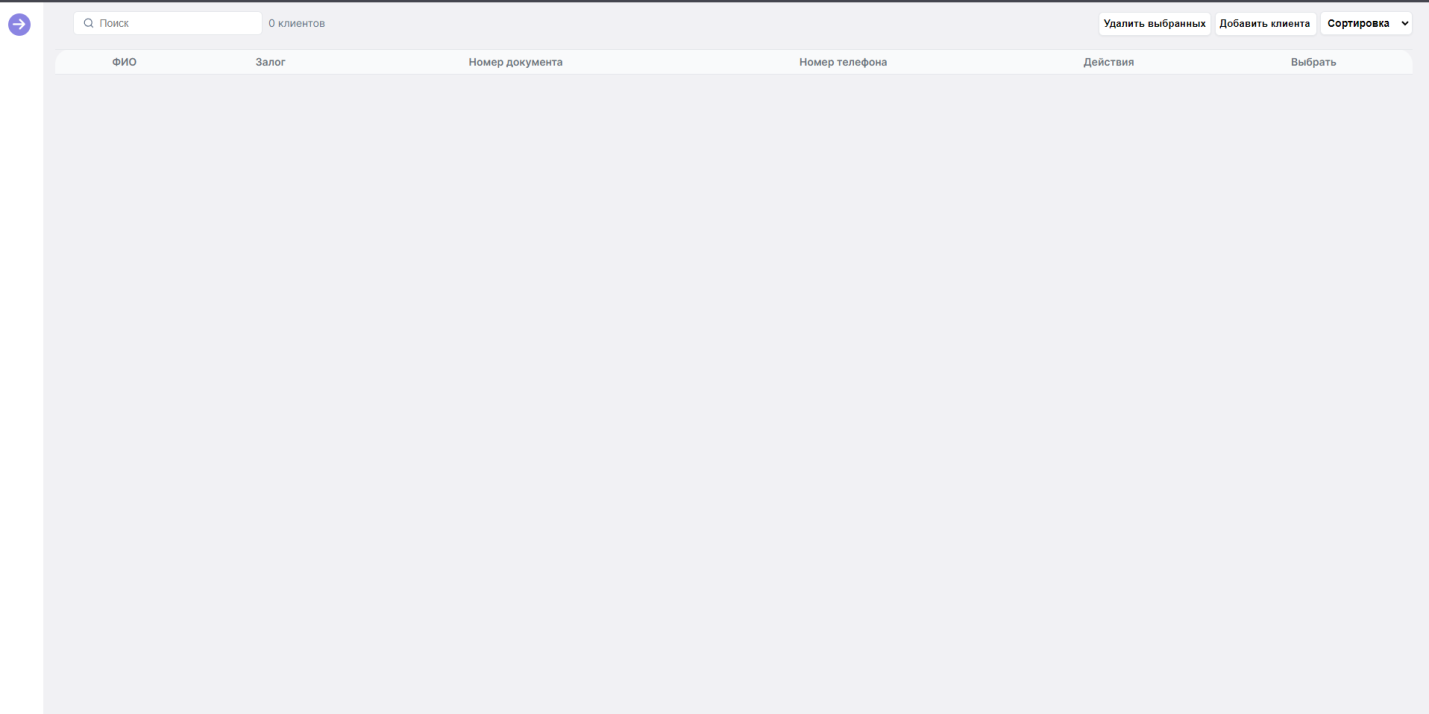 Поиск 0 клиентов Удалить выбранных Добавить клиента Сортировка
ФИО Залог Номер документа Номер телефона Действия Выбрать